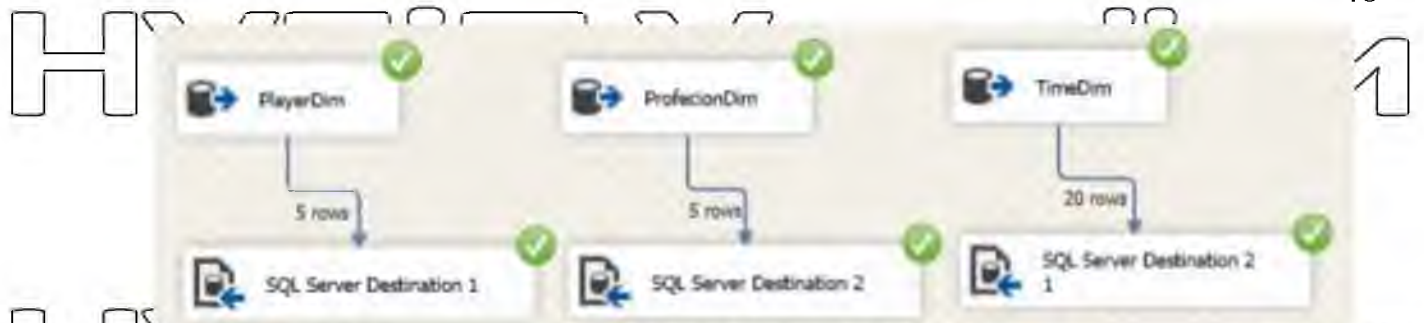 PlayerDim
ProfecionDim
TimeDim
5 rows
5 rows
20 rows
SQL Server Destination 1
SQL Server Destination 2
SQL Server Destination 2
1